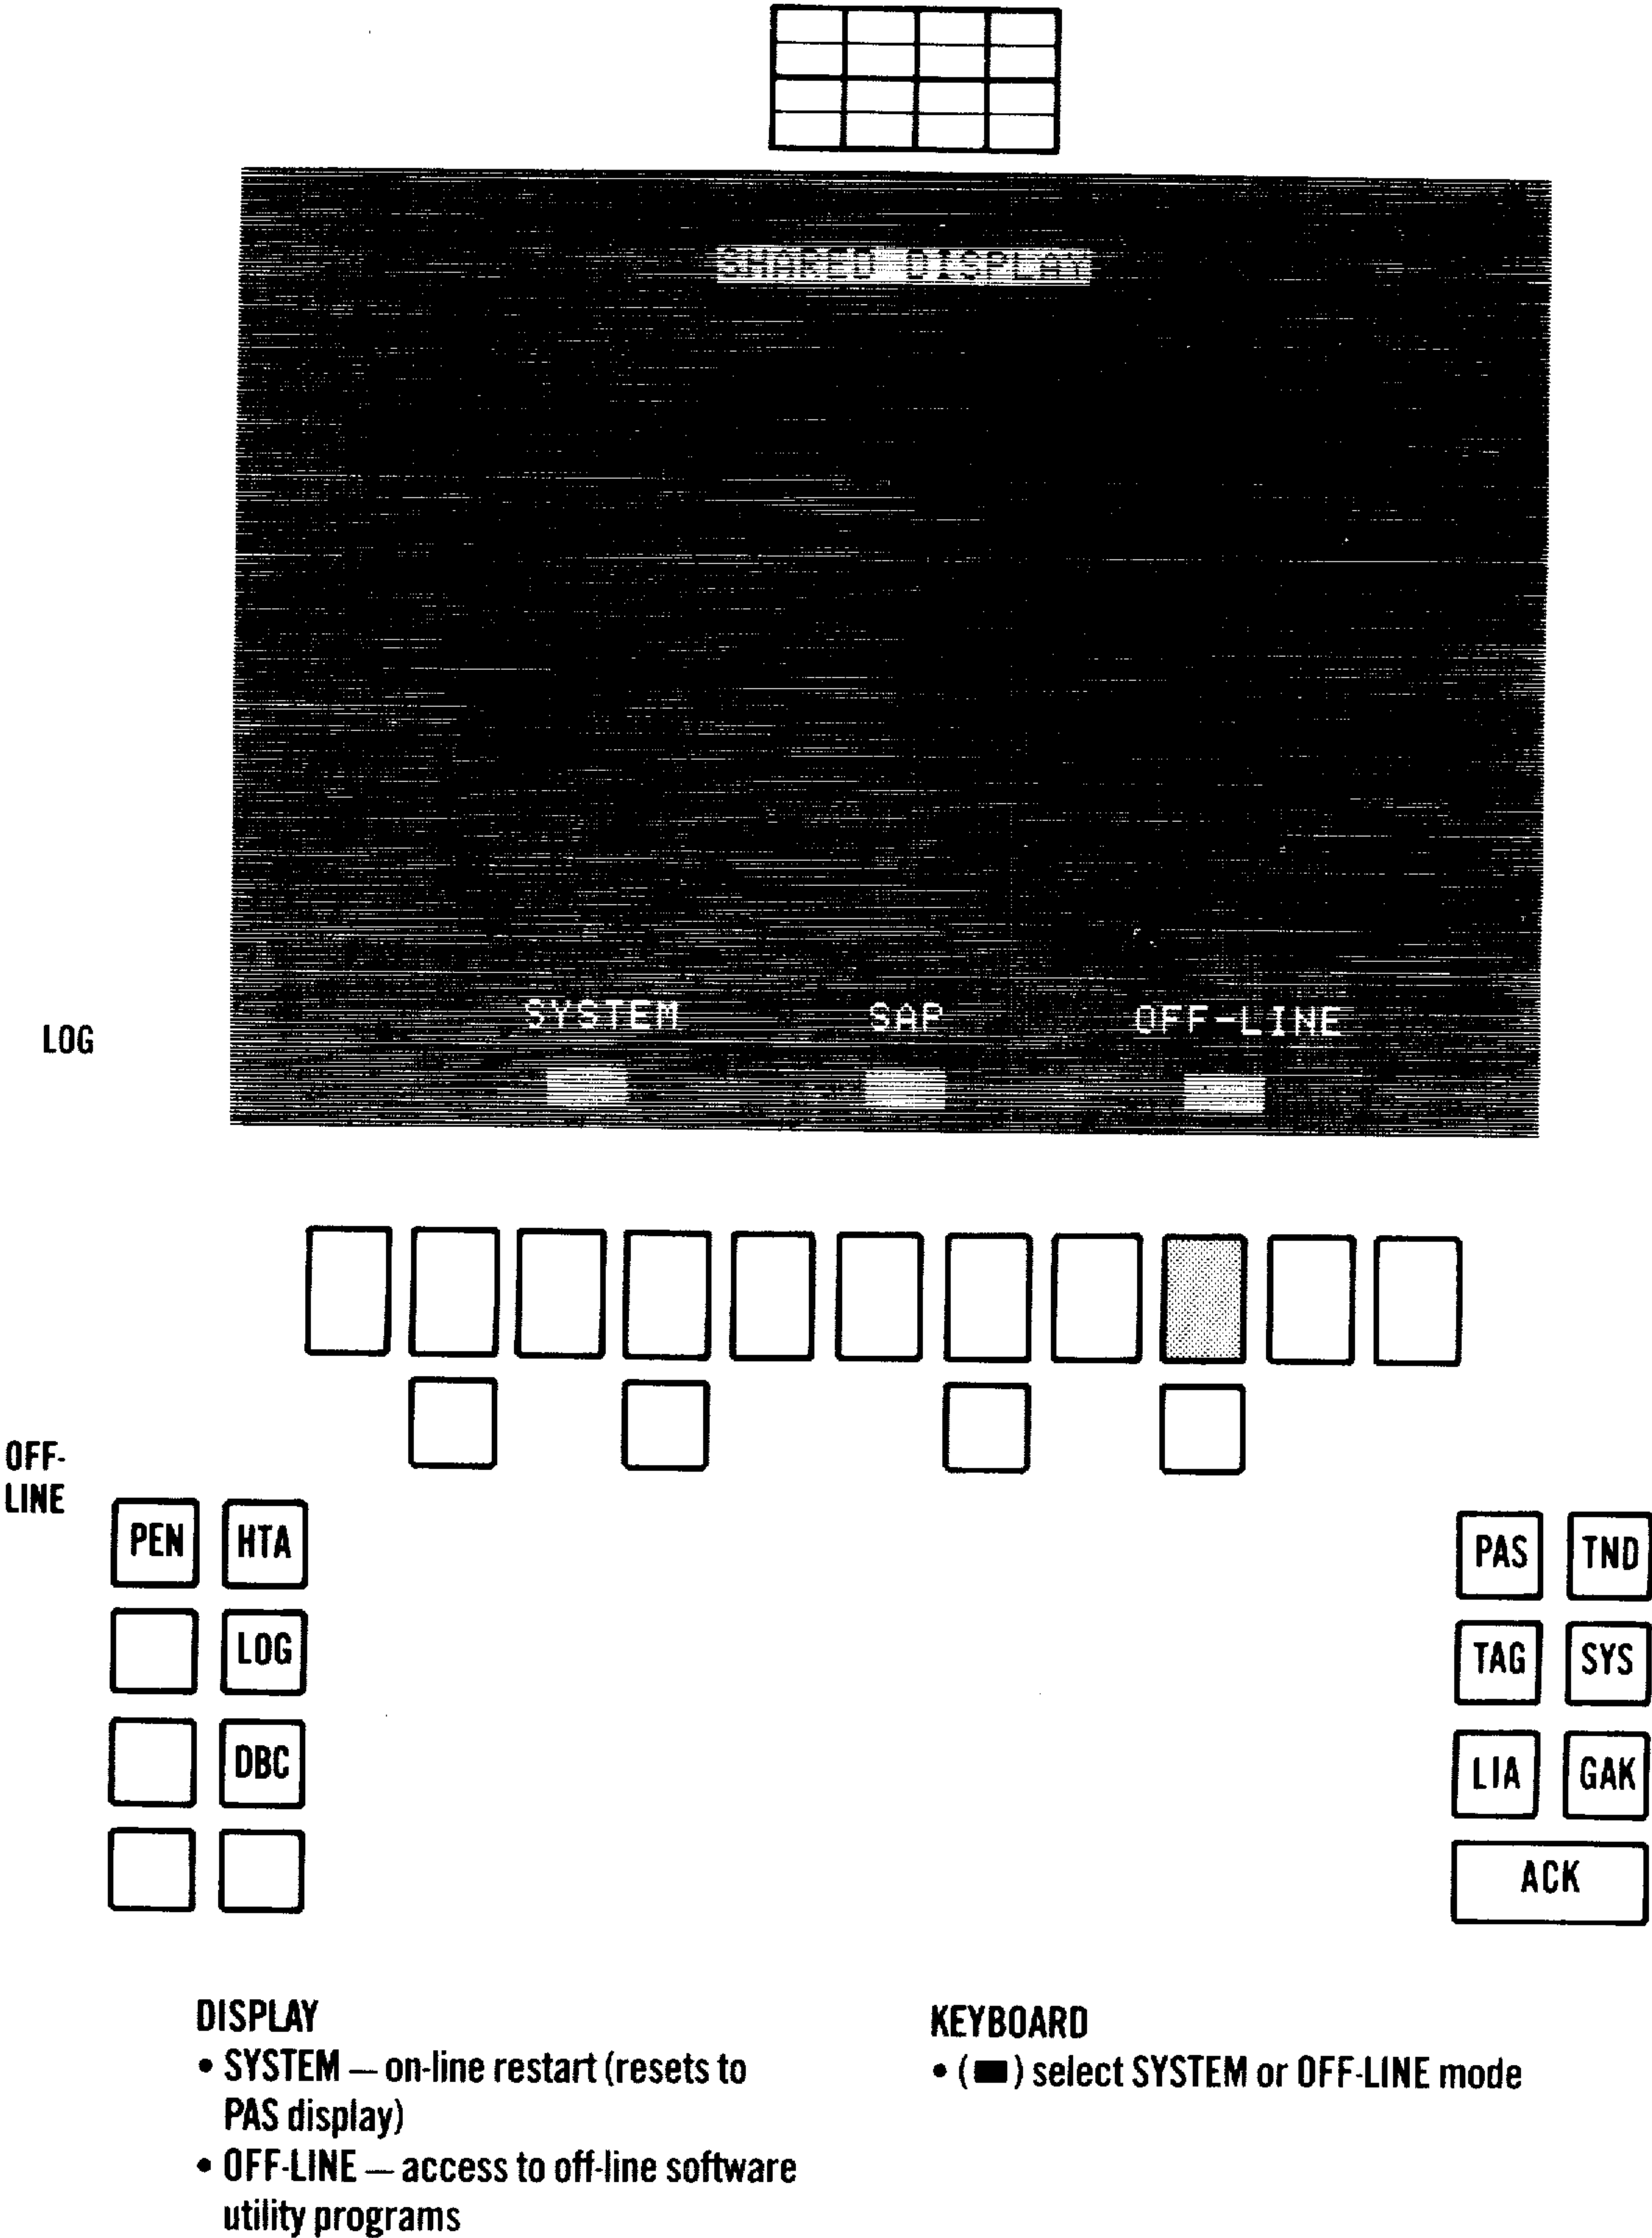 SHARED DISPLAY
SYSTEM SAP OFF-LINE
LOG
OFF-
LINE
PEN HTA
LOG
DBC
PAS TND
TAG SYS
LIA GAK
ACK
DISPLAY
• SYSTEM — on-line restart (resets to
PAS display)
• OFF-LINE — access to off-line software
utility programs
KEYBOARD
• (■) select SYSTEM or OFF-LINE mode